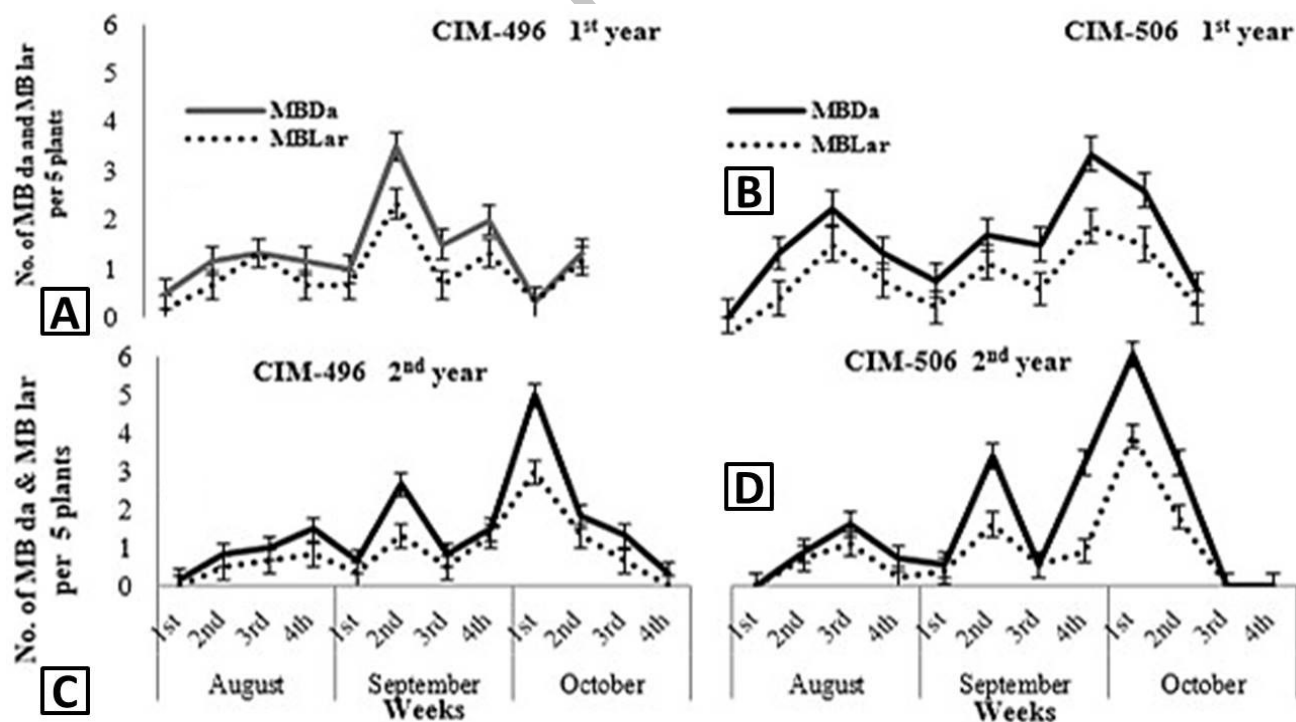 CIM-496 1st year
CIM-506 1st year
No. of MB da and MB lar
per 5 plants
6
5
4
3
2
1
0
MBDa
MBLar
MBDa
MBLar
A
B
CIM-496 2nd year
CIM-506 2nd year
No. of MB da & MB lar
per 5 plants
6
5
4
3
2
1
0
C
D
1st 2nd 3rd 4th 1st 2nd 3rd 4th 1st 2nd 3rd 4th
August September October
Weeks
1st 2nd 3rd 4th 1st 2nd 3rd 4th 1st 2nd 3rd 4th
August September October
Weeks